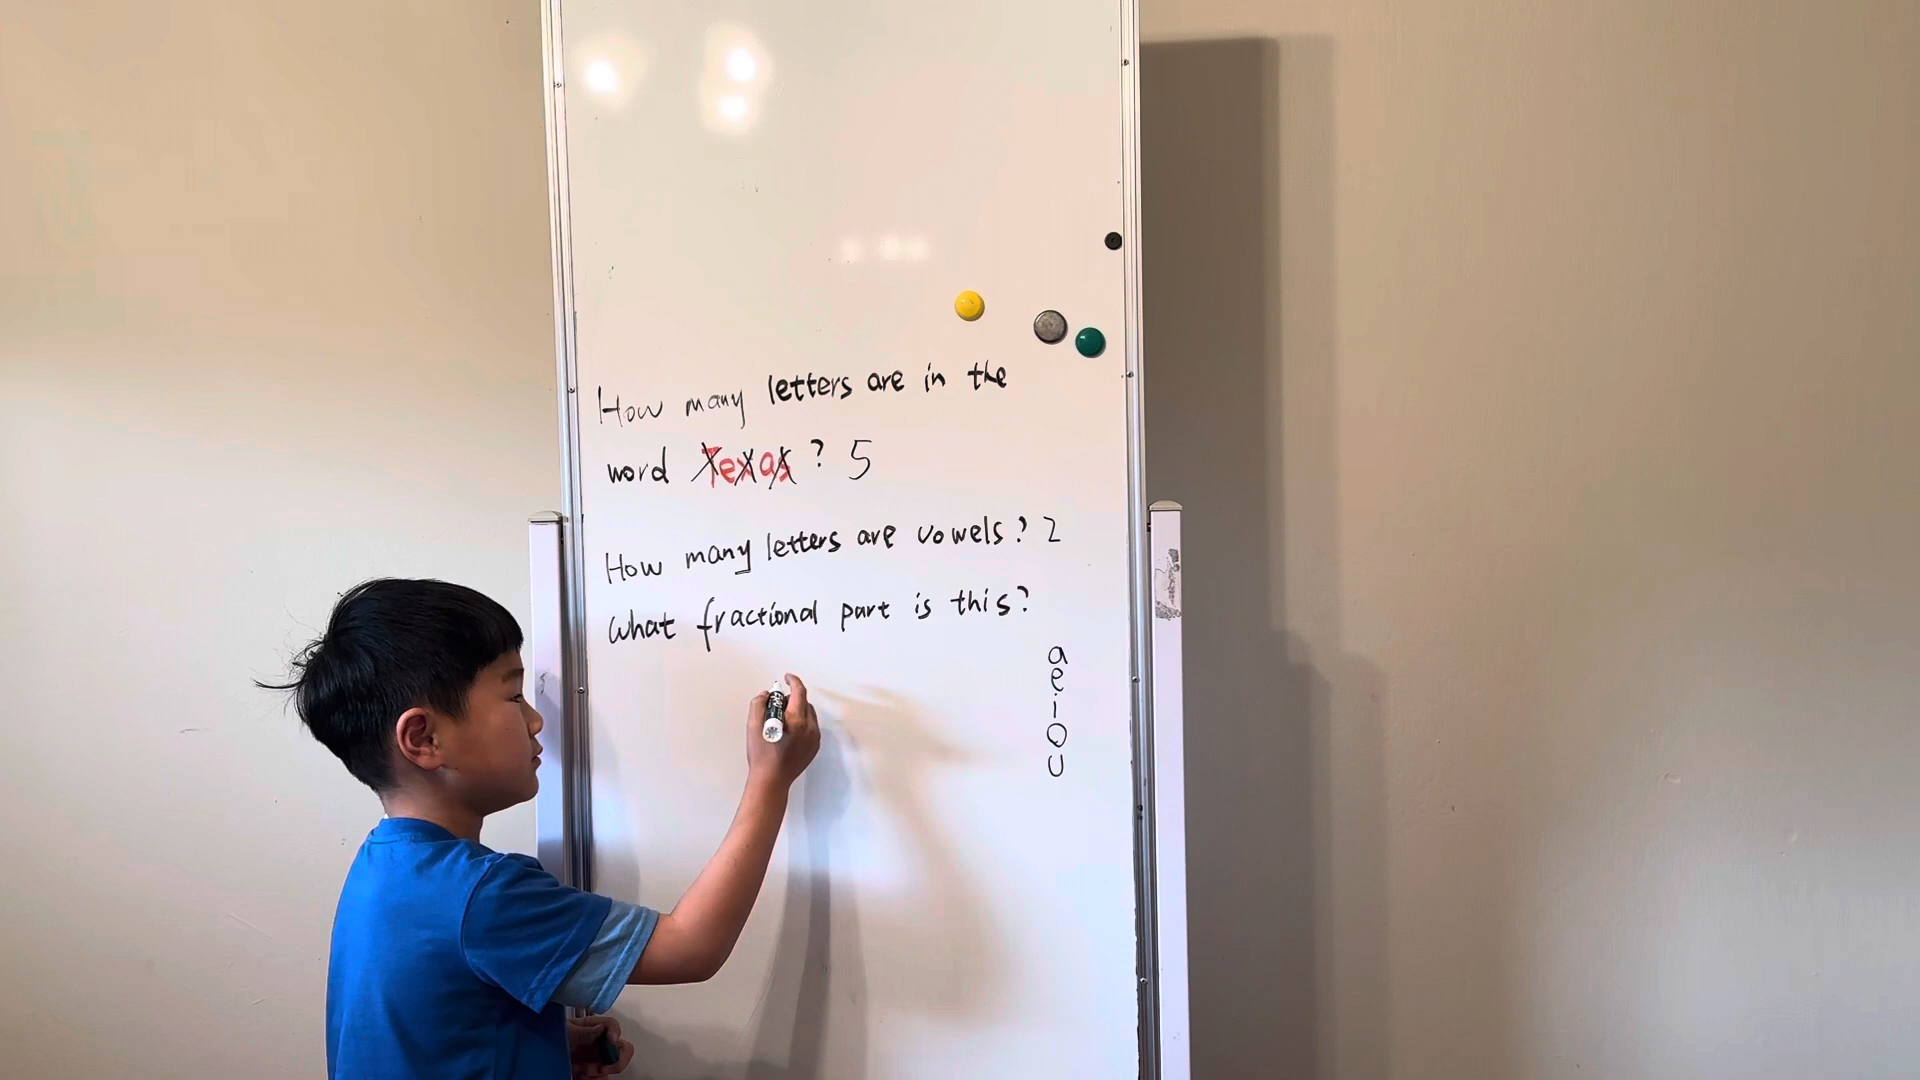 How many letters are in the
word Texas? 5
How many letters are vowels? 2
What fractional part is this?
a
e
i
o
u